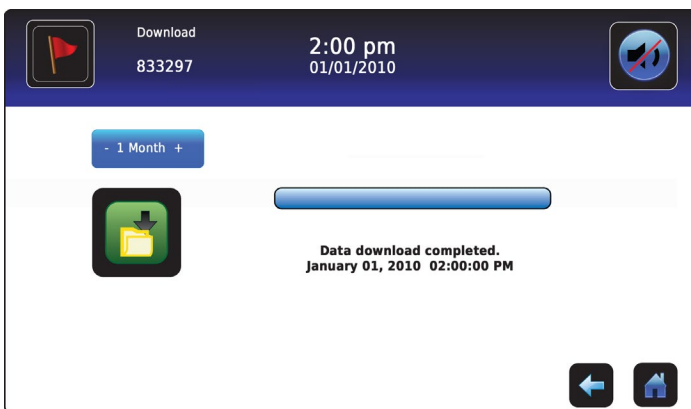 Download
833297
2:00 pm
01/01/2010
- 1 Month +
Data download completed.
January 01, 2010 02:00:00 PM